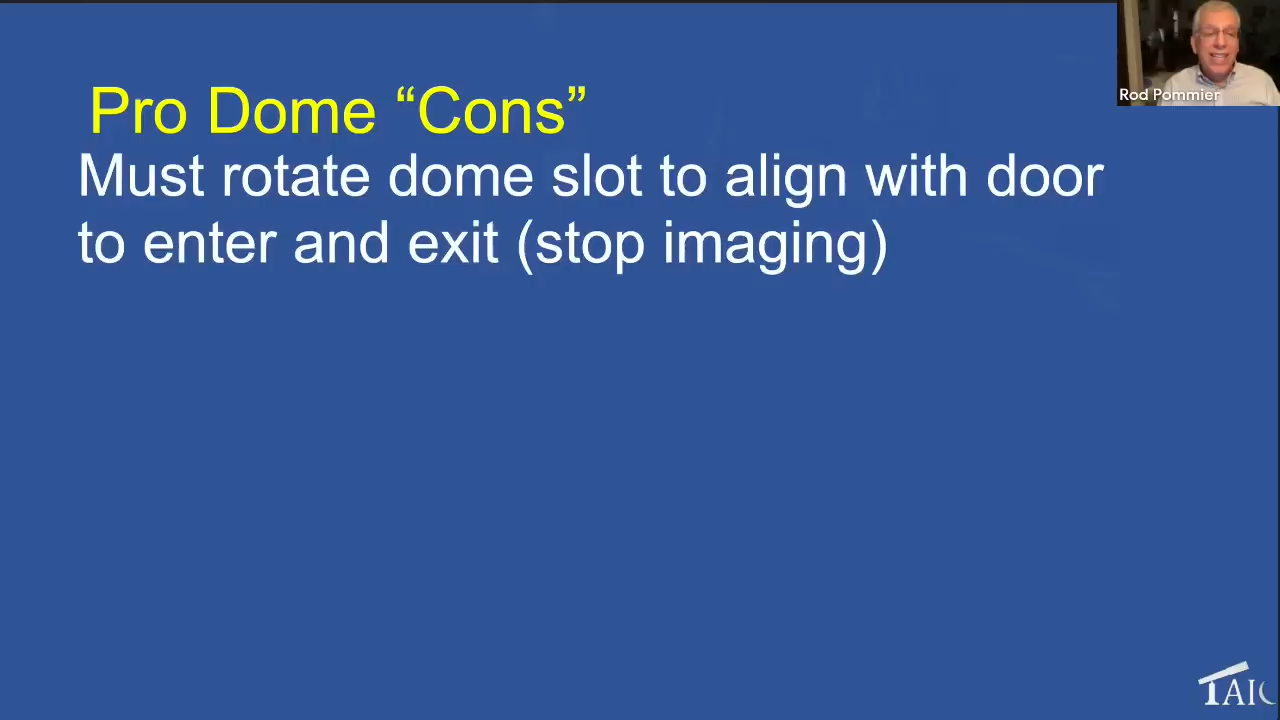 Rod Pommier
Pro Dome “Cons”
Must rotate dome slot to align with door
to enter and exit (stop imaging)
TAIC